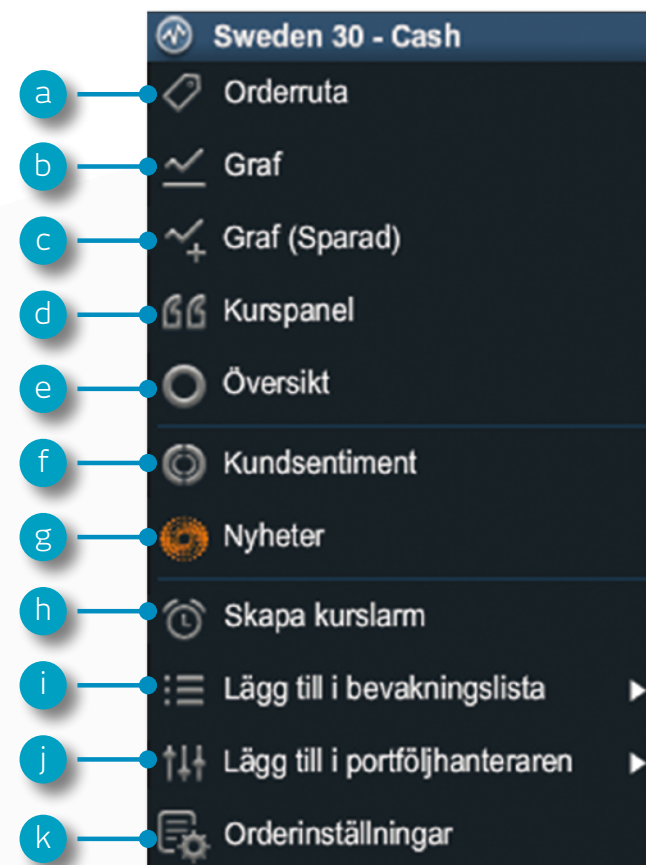 Sweden 30 - Cash
a Orderruta
b Graf
c Graf (Sparad)
d Kurspanel
e Översikt
f Kundsentiment
g Nyheter
h Skapa kurslarm
i Lägg till i bevakningslista
j Lägg till i portföljhanteraren
k Orderinställningar